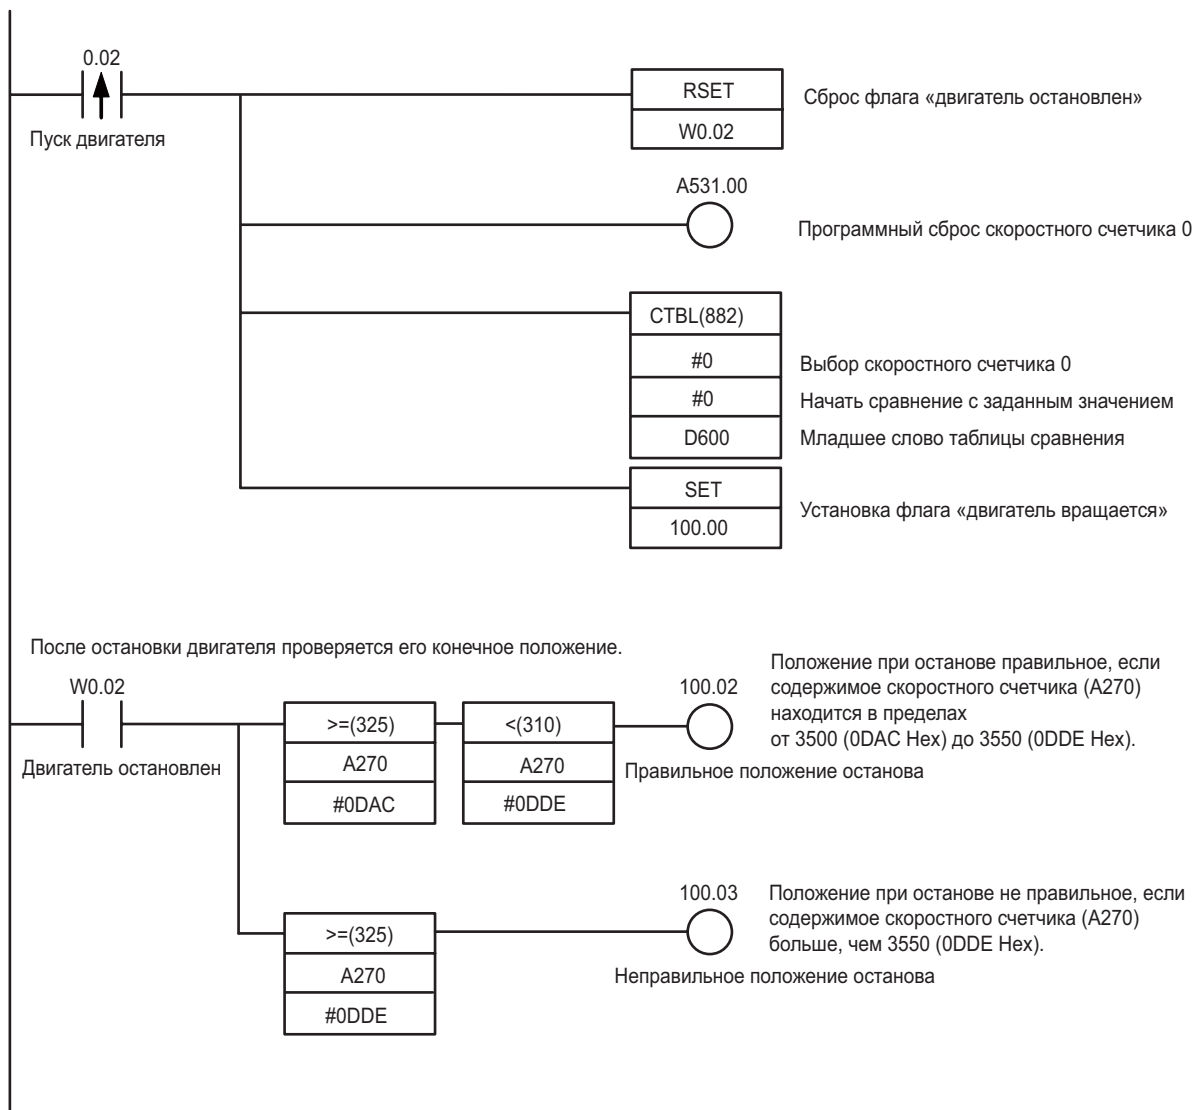 0.02
Пуск двигателя
RSET
W0.02
Сброс флага «двигатель остановлен»
A531.00
Программный сброс скоростного счетчика 0
CTBL(882)
#0
Выбор скоростного счетчика 0
#0
Начать сравнение с заданным значением
D600
Младшее слово таблицы сравнения
SET
100.00
Установка флага «двигатель вращается»
После остановки двигателя проверяется его конечное положение.
W0.02
Двигатель остановлен
>=(325)
A270
#0DAC
<(310)
A270
#0DDE
100.02
Правильное положение останова
Положение при останове правильное, если
содержимое скоростного счетчика (A270)
находится в пределах
от 3500 (0DAC Hex) до 3550 (0DDE Hex).
>=(325)
A270
#0DDE
100.03
Неправильное положение останова
Положение при останове не правильное, если
содержимое скоростного счетчика (A270)
больше, чем 3550 (0DDE Hex).